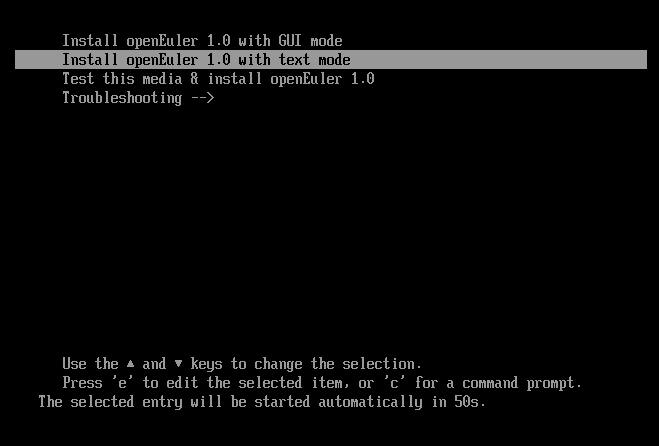 Install openEuler 1.0 with GUI mode
Install openEuler 1.0 with text mode
Test this media & install openEuler 1.0
Troubleshooting -->
Use the ▲ and ▼ keys to change the selection.
Press 'e' to edit the selected item, or 'c' for a command prompt.
The selected entry will be started automatically in 50s.